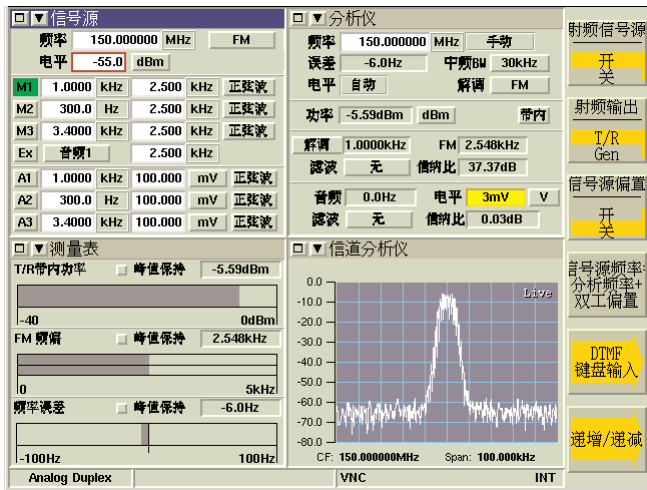 信号源
频率 150.000000 MHz FM
电平 -55.0 dBm
M1 1.0000 kHz 2.500 kHz 正弦波
M2 300.0 Hz 2.500 kHz 正弦波
M3 3.4000 kHz 2.500 kHz 正弦波
Ex 音频1 2.500 kHz
A1 1.0000 kHz 100.000 mV 正弦波
A2 300.0 Hz 100.000 mV 正弦波
A3 3.4000 kHz 100.000 mV 正弦波
分析仪
频率 150.000000 MHz 手动
误差 -6.0Hz 中频BW 30kHz
电平 自动 解调 FM
功率 -5.59dBm dBm 带内
解调 1.0000kHz FM 2.548kHz
滤波 无 信纳比 37.37dB
音频 0.0Hz 电平 3mV V
滤波 无 信纳比 0.03dB
测量表
T/R带内功率 峰值保持 -5.59dBm
-40 0dBm
FM 频偏 峰值保持 2.548kHz
0 5kHz
频率误差 峰值保持 -6.0Hz
-100Hz 100Hz
信道分析仪
Live
0.0
-10.0
-20.0
-30.0
-40.0
-50.0
-60.0
-70.0
-80.0
CF: 150.000000MHz Span: 100.000kHz
射频信号源
开
关
射频输出
T/R
Gen
信号源偏置
开
关
信号源频率=
分析频率+
双工偏置
DTMF
键盘输入
递增/递减
Analog Duplex VNC INT